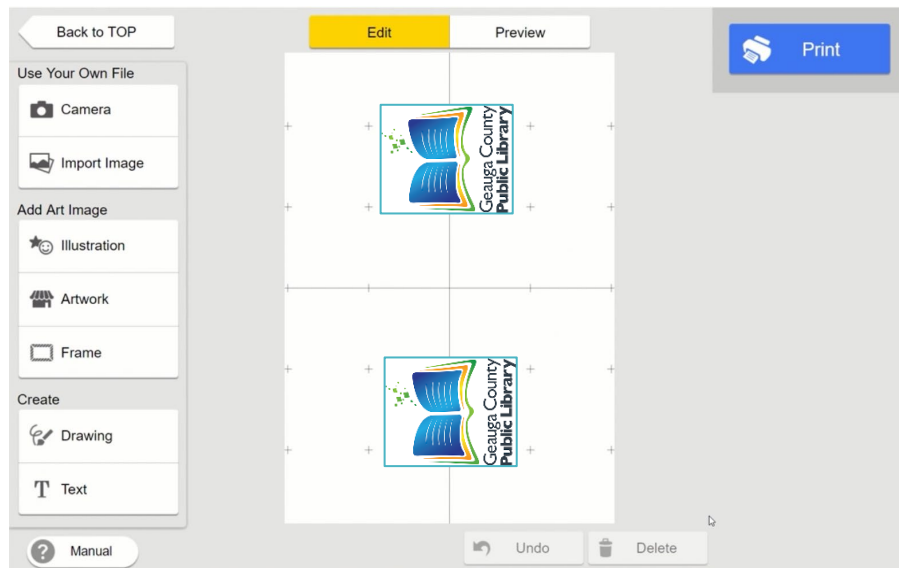 Back to TOP
Edit
Preview
Print
Use Your Own File
Camera
Import Image
Add Art Image
Illustration
Artwork
Frame
Create
Drawing
Text
Manual
Geauga County
Public Library
Geauga County
Public Library
Undo
Delete